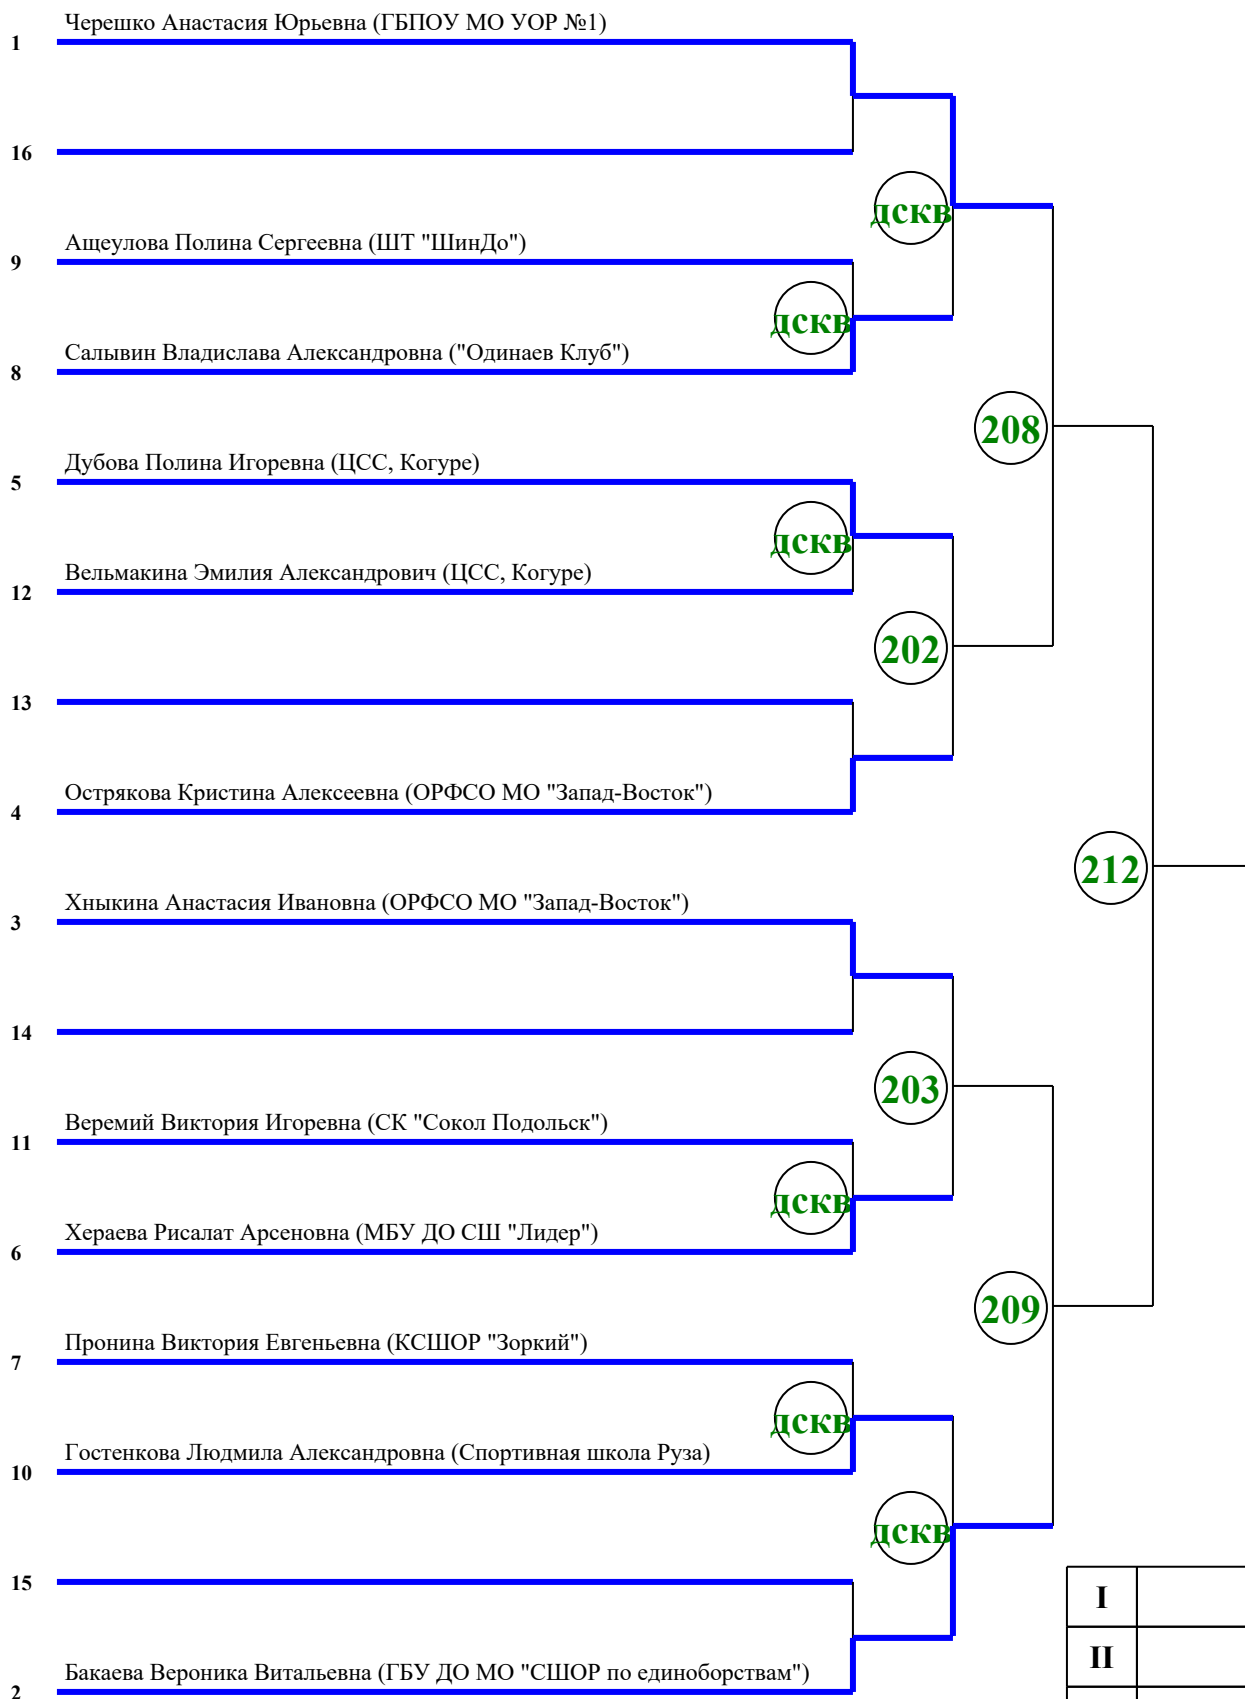 Черешко Анастасия Юрьевна (ГБПОУ МО УОР №1)
1
16
дскв
Ащеулова Полина Сергеевна (ШТ "ШинДо")
9
дскв
Салывин Владислава Александровна ("Одинаев Клуб")
8
208
Дубова Полина Игоревна (ЦСС, Когуре)
5
дскв
Вельмакина Эмилия Александрович (ЦСС, Когуре)
12
202
13
Острякова Кристина Алексеевна (ОРФСО МО "Запад-Восток")
4
212
Хныкина Анастасия Ивановна (ОРФСО МО "Запад-Восток")
3
14
203
Веремий Виктория Игоревна (СК "Сокол Подольск")
11
дскв
Хераева Рисалат Арсеновна (МБУ ДО СШ "Лидер")
6
209
Пронина Виктория Евгеньевна (КСШОР "Зоркий")
7
дскв
Гостенкова Людмила Александровна (Спортивная школа Руза)
10
дскв
15
I
II
Бакаева Вероника Витальевна (ГБУ ДО МО "СШОР по единоборствам")
2